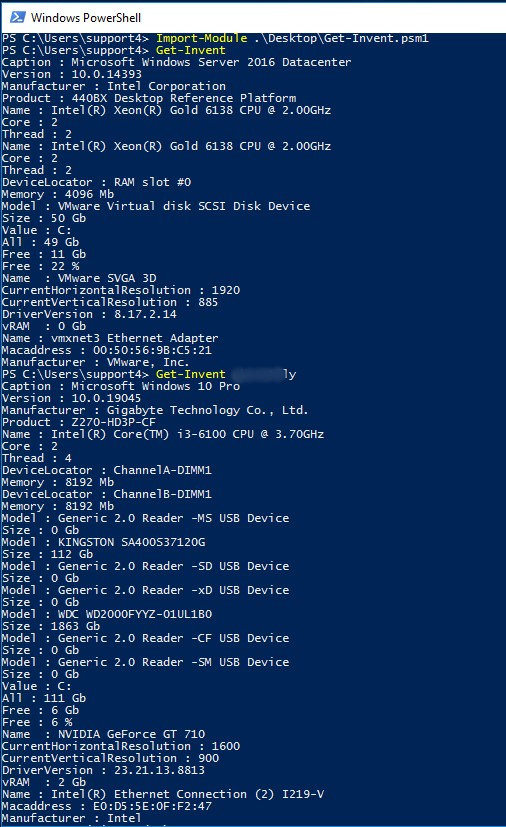 Windows PowerShell
PS C:\Users\support4> Import-Module .\Desktop\Get-Invent.psm1
PS C:\Users\support4> Get-Invent
Caption : Microsoft Windows Server 2016 Datacenter
Version : 10.0.14393
Manufacturer : Intel Corporation
Product : 440BX Desktop Reference Platform
Name : Intel(R) Xeon(R) Gold 6138 CPU @ 2.00GHz
Core : 2
Thread : 2
Name : Intel(R) Xeon(R) Gold 6138 CPU @ 2.00GHz
Core : 2
Thread : 2
DeviceLocator : RAM slot #0
Memory : 4096 Mb
Model : VMware Virtual disk SCSI Disk Device
Size : 50 Gb
Value : C:
All : 49 Gb
Free : 11 Gb
Free : 22 %
Name  : VMware SVGA 3D
CurrentHorizontalResolution : 1920
CurrentVerticalResolution : 885
DriverVersion : 8.17.2.14
vRAM  : 0 Gb
Name : vmxnet3 Ethernet Adapter
Macaddress : 00:50:56:9B:C5:21
Manufacturer : VMware, Inc.
PS C:\Users\support4> Get-Invent ly
Caption : Microsoft Windows 10 Pro
Version : 10.0.19045
Manufacturer : Gigabyte Technology Co., Ltd.
Product : Z270-HD3P-CF
Name : Intel(R) Core(TM) i3-6100 CPU @ 3.70GHz
Core : 2
Thread : 4
DeviceLocator : ChannelA-DIMM1
Memory : 8192 Mb
DeviceLocator : ChannelB-DIMM1
Memory : 8192 Mb
Model : Generic 2.0 Reader -MS USB Device
Size : 0 Gb
Model : KINGSTON SA400S37120G
Size : 112 Gb
Model : Generic 2.0 Reader -SD USB Device
Size : 0 Gb
Model : Generic 2.0 Reader -xD USB Device
Size : 0 Gb
Model : WDC WD2000FYYZ-01UL1B0
Size : 1863 Gb
Model : Generic 2.0 Reader -CF USB Device
Size : 0 Gb
Model : Generic 2.0 Reader -SM USB Device
Size : 0 Gb
Value : C:
All : 111 Gb
Free : 6 Gb
Free : 6 %
Name  : NVIDIA GeForce GT 710
CurrentHorizontalResolution : 1600
CurrentVerticalResolution : 900
DriverVersion : 23.21.13.8813
vRAM  : 2 Gb
Name : Intel(R) Ethernet Connection (2) I219-V
Macaddress : E0:D5:5E:0F:F2:47
Manufacturer : Intel